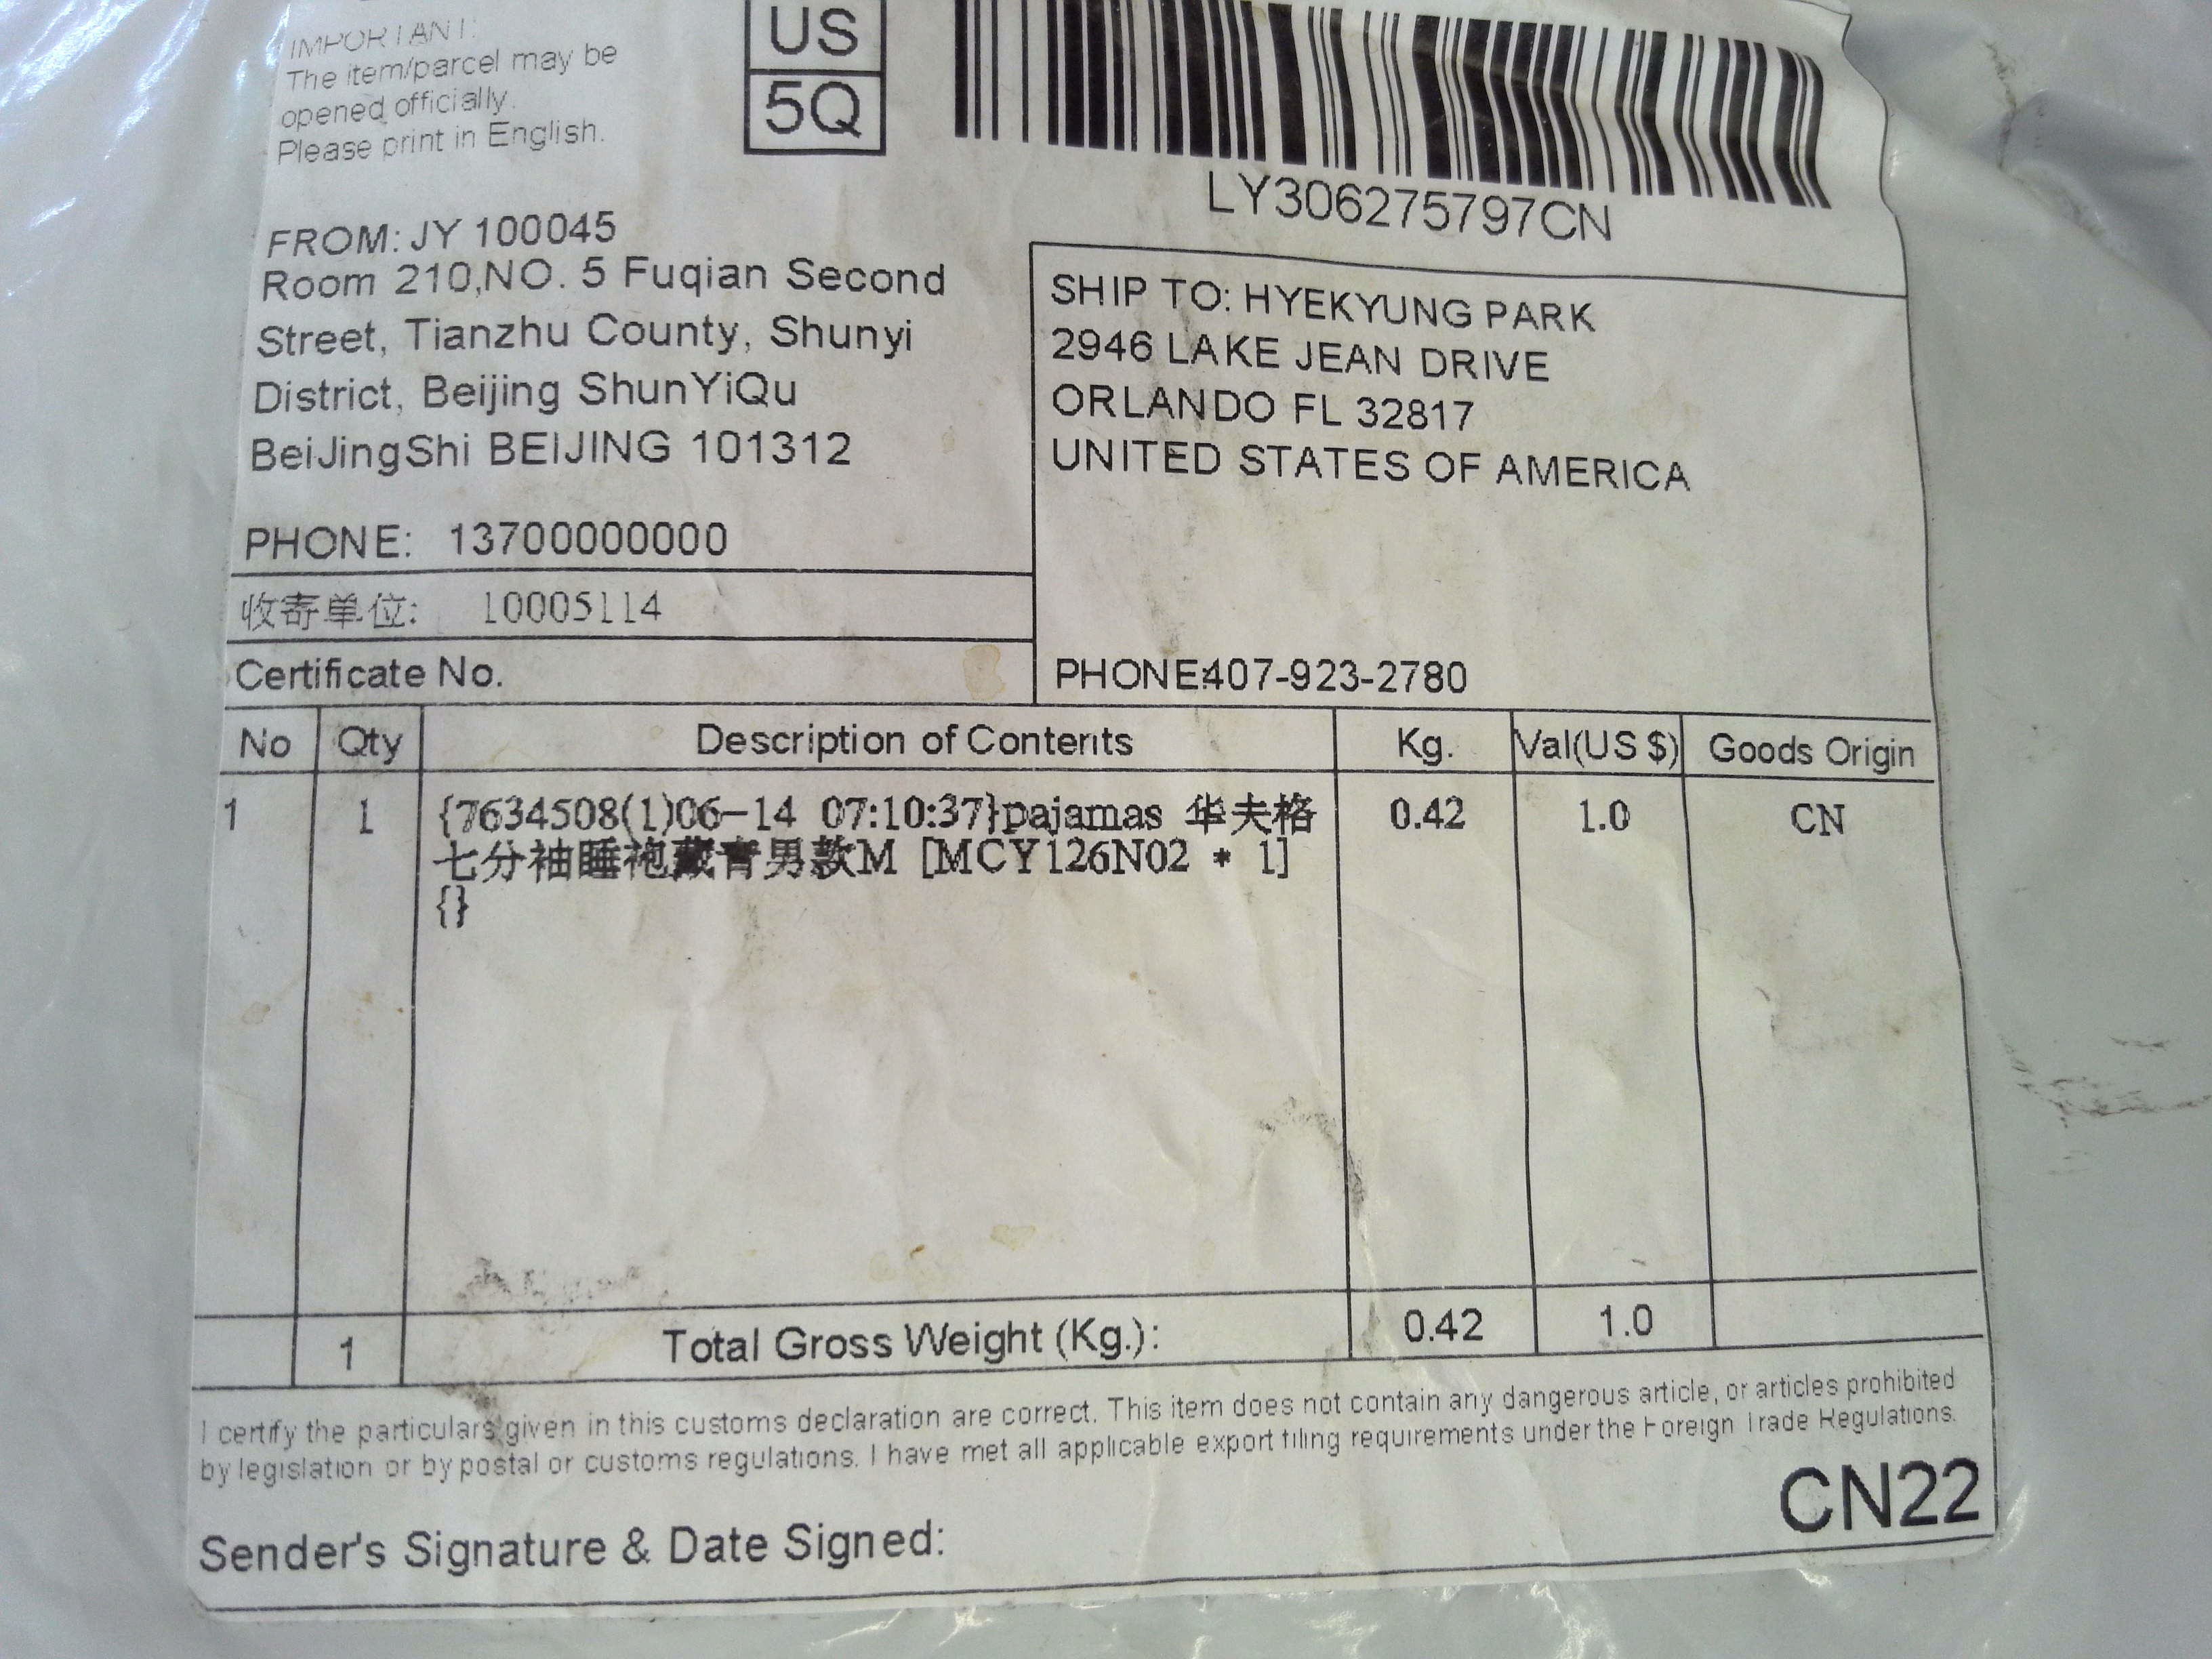 IMPORTANT:
The item/parcel may be
opened officially.
Please print in English.
US
5Q
LY306275797CN
FROM: JY 100045
Room 210,NO. 5 Fuqian Second
Street, Tianzhu County, Shunyi
District, Beijing ShunYiQu
BeiJingShi BEIJING 101312
PHONE: 13700000000
收寄单位: 10005114
Certificate No.
SHIP TO: HYEKYUNG PARK
2946 LAKE JEAN DRIVE
ORLANDO FL 32817
UNITED STATES OF AMERICA
PHONE:407-923-2780
No Qty Description of Contents Kg. Val(US $) Goods Origin
1 1 {7634508(1)06-14 07:10:37}pajamas 华夫格 0.42 1.0 CN
七分袖睡袍藏青男款M [MCY126N02 * 1]
{}
1 Total Gross Weight (Kg.): 0.42 1.0
I certify the particulars given in this customs declaration are correct. This item does not contain any dangerous article, or articles prohibited
by legislation or by postal or customs regulations. I have met all applicable export filing requirements under the Foreign Trade Regulations.
CN22
Sender's Signature & Date Signed: